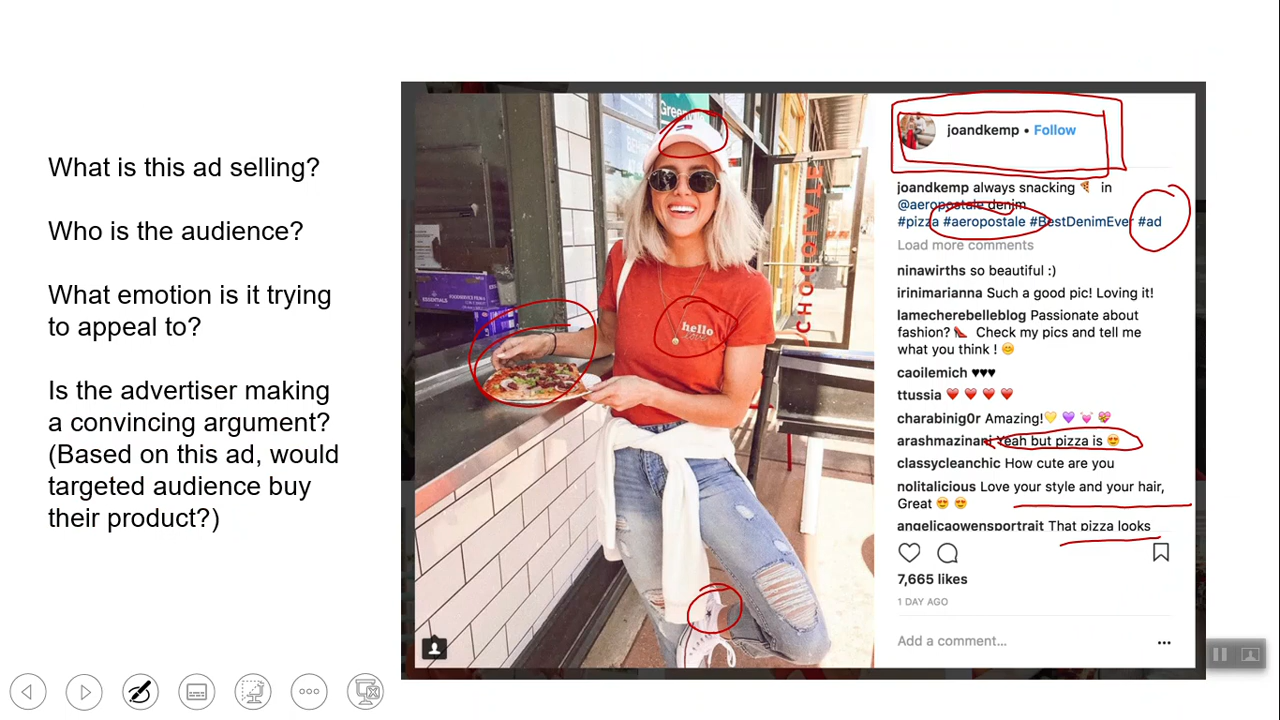 What is this ad selling?
Who is the audience?
What emotion is it trying
to appeal to?
Is the advertiser making
a convincing argument?
(Based on this ad, would
targeted audience buy
their product?)
Green
hello
joandkemp • Follow
joandkemp always snacking 🍕 in
@aeropostale denim
#pizza #aeropostale #BestDenimEver #ad
Load more comments
ninawirths so beautiful :)
irinimarianna Such a good pic! Loving it!
lamecherebelleblog Passionate about
fashion? 👠 Check my pics and tell me
what you think ! 😊
caoilemich ♥♥♥
ttussia ❤️ ❤️ ❤️ ❤️
charabinig0r Amazing!💛 💜 💓 💝
arashmazinani Yeah but pizza is 😍
classycleanchic How cute are you
nolitalicious Love your style and your hair,
Great 😍 😍
angelicaowensportrait That pizza looks
7,665 likes
1 DAY AGO
Add a comment…